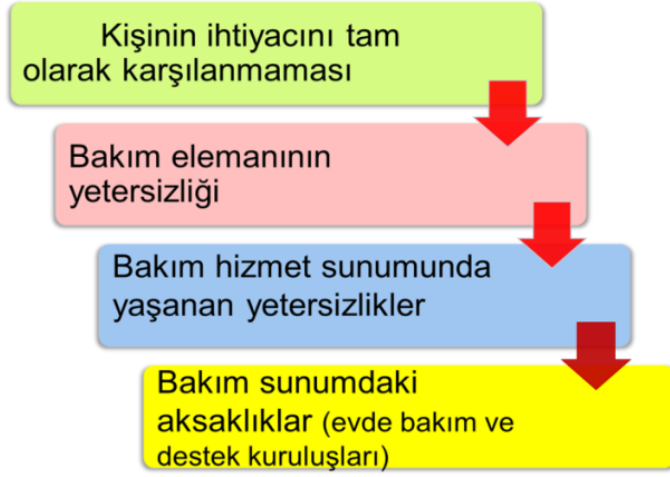 Kişinin ihtiyacını tam
olarak karşılanmaması
Bakım elemanının
yetersizliği
Bakım hizmet sunumunda
yaşanan yetersizlikler
Bakım sunumdaki
aksaklıklar (evde bakım ve
destek kuruluşları)